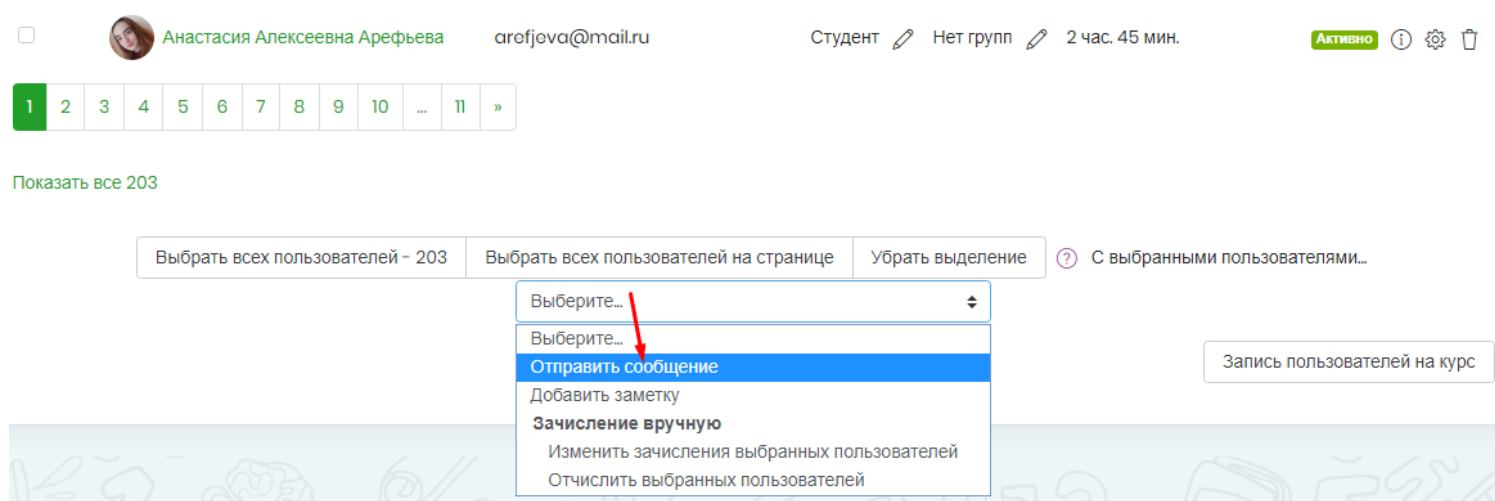 Анастасия Алексеевна Арефьева arefjeva@mail.ru Студент Нет групп 2 час. 45 мин. Активно
1 2 3 4 5 6 7 8 9 10 ... 11 »
Показать все 203
Выбрать всех пользователей - 203 Выбрать всех пользователей на странице Убрать выделение ? С выбранными пользователями...
Выберите...
Выберите...
Отправить сообщение
Запись пользователей на курс
Добавить заметку
Зачисление вручную
Изменить зачисления выбранных пользователей
Отчислить выбранных пользователей